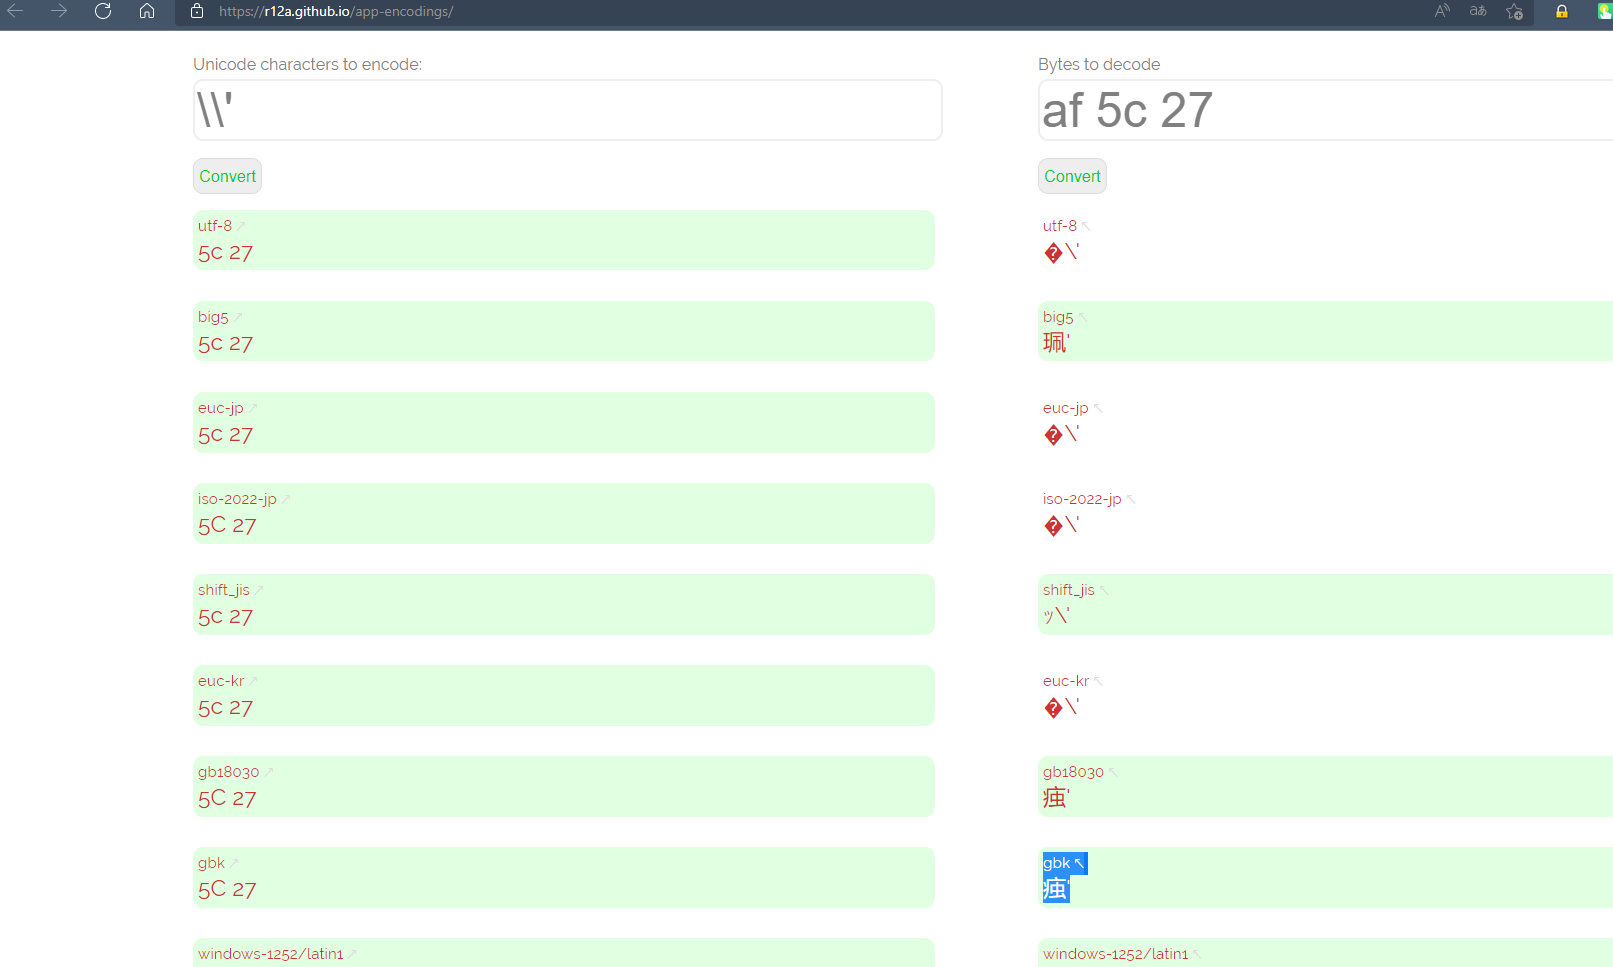 https://r12a.github.io/app-encodings/
Unicode characters to encode:
\\'
Convert
utf-8 ↗
5c 27
big5 ↗
5c 27
euc-jp ↗
5c 27
iso-2022-jp ↗
5C 27
shift_jis ↗
5c 27
euc-kr ↗
5c 27
gb18030 ↗
5C 27
gbk ↗
5C 27
windows-1252/latin1 ↗
Bytes to decode
af 5c 27
Convert
utf-8 ↖
�\'
big5 ↖
珮'
euc-jp ↖
�\'
iso-2022-jp ↖
�\'
shift_jis ↖
ッ\'
euc-kr ↖
�\'
gb18030 ↖
痖'
gbk ↖
痖'
windows-1252/latin1 ↖